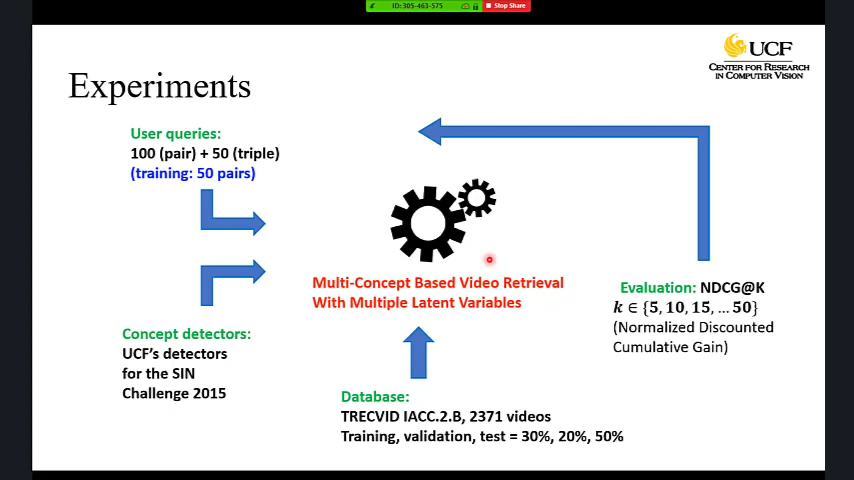 ID: 305-463-575
Stop Share
UCF
CENTER FOR RESEARCH
IN COMPUTER VISION
Experiments
User queries:
100 (pair) + 50 (triple)
(training: 50 pairs)
Multi-Concept Based Video Retrieval
With Multiple Latent Variables
Evaluation: NDCG@K
k ∈ {5, 10, 15, … 50}
(Normalized Discounted
Cumulative Gain)
Concept detectors:
UCF's detectors
for the SIN
Challenge 2015
Database:
TRECVID IACC.2.B, 2371 videos
Training, validation, test = 30%, 20%, 50%